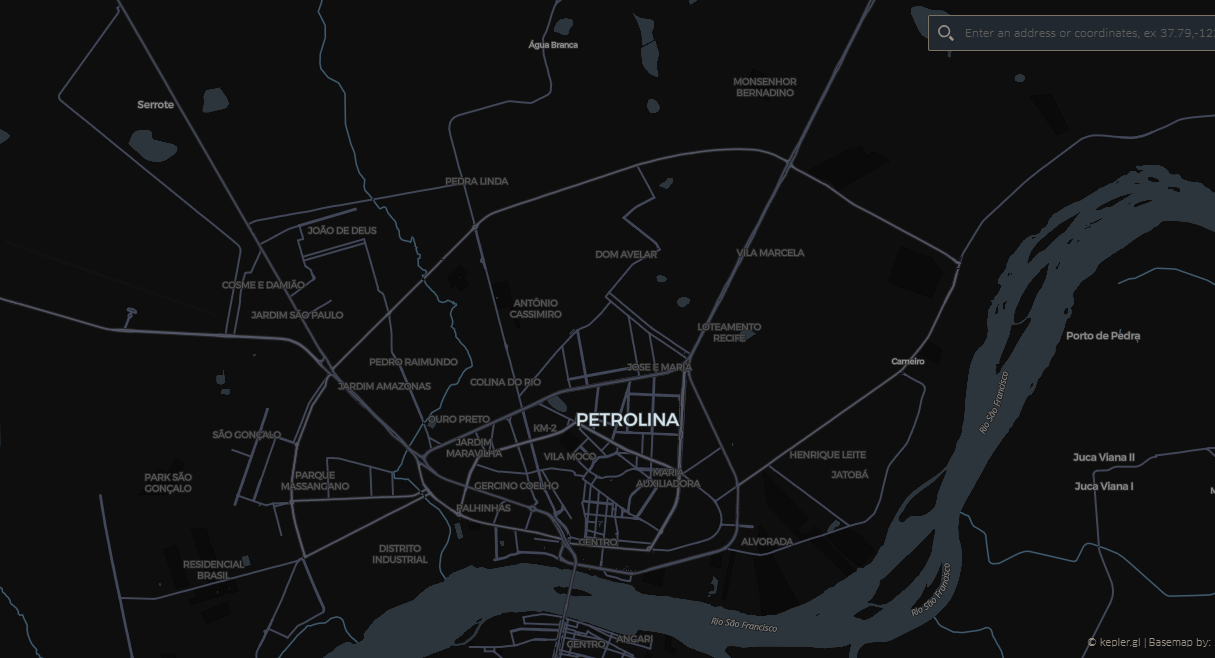 Enter an address or coordinates, ex 37.79,-12
Água Branca
MONSENHOR
BERNADINO
Serrote
PEDRA LINDA
JOÃO DE DEUS
DOM AVELAR
VILA MARCELA
COSME E DAMIÃO
ANTÔNIO
CASSIMIRO
JARDIM SÃO PAULO
LOTEAMENTO
RECIFE
Porto de Pedra
PEDRO RAIMUNDO
JOSE E MARIA
Carneiro
JARDIM AMAZONAS
COLINA DO RIO
Rio São Francisco
OURO PRETO
PETROLINA
KM-2
SÃO GONÇALO
JARDIM
MARAVILHA
VILA MOCO
HENRIQUE LEITE
Juca Viana II
PARK SÃO
GONÇALO
PARQUE
MASSANGANO
GERCINO COELHO
MARIA
AUXILIADORA
JATOBÁ
Juca Viana I
M
PALHINHAS
CENTRO
ALVORADA
DISTRITO
INDUSTRIAL
RESIDENCIAL
BRASIL
Rio São Francisco
Rio São Francisco
ANGARI
CENTRO
© kepler.gl | Basemap by: